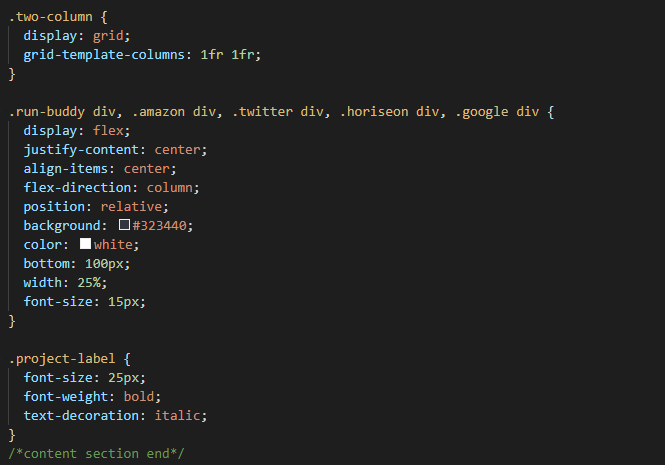 .two-column {
display: grid;
grid-template-columns: 1fr 1fr;
}
.run-buddy div, .amazon div, .twitter div, .horiseon div, .google div {
display: flex;
justify-content: center;
align-items: center;
flex-direction: column;
position: relative;
background: #323440;
color: white;
bottom: 100px;
width: 25%;
font-size: 15px;
}
.project-label {
font-size: 25px;
font-weight: bold;
text-decoration: italic;
}
/*content section end*/